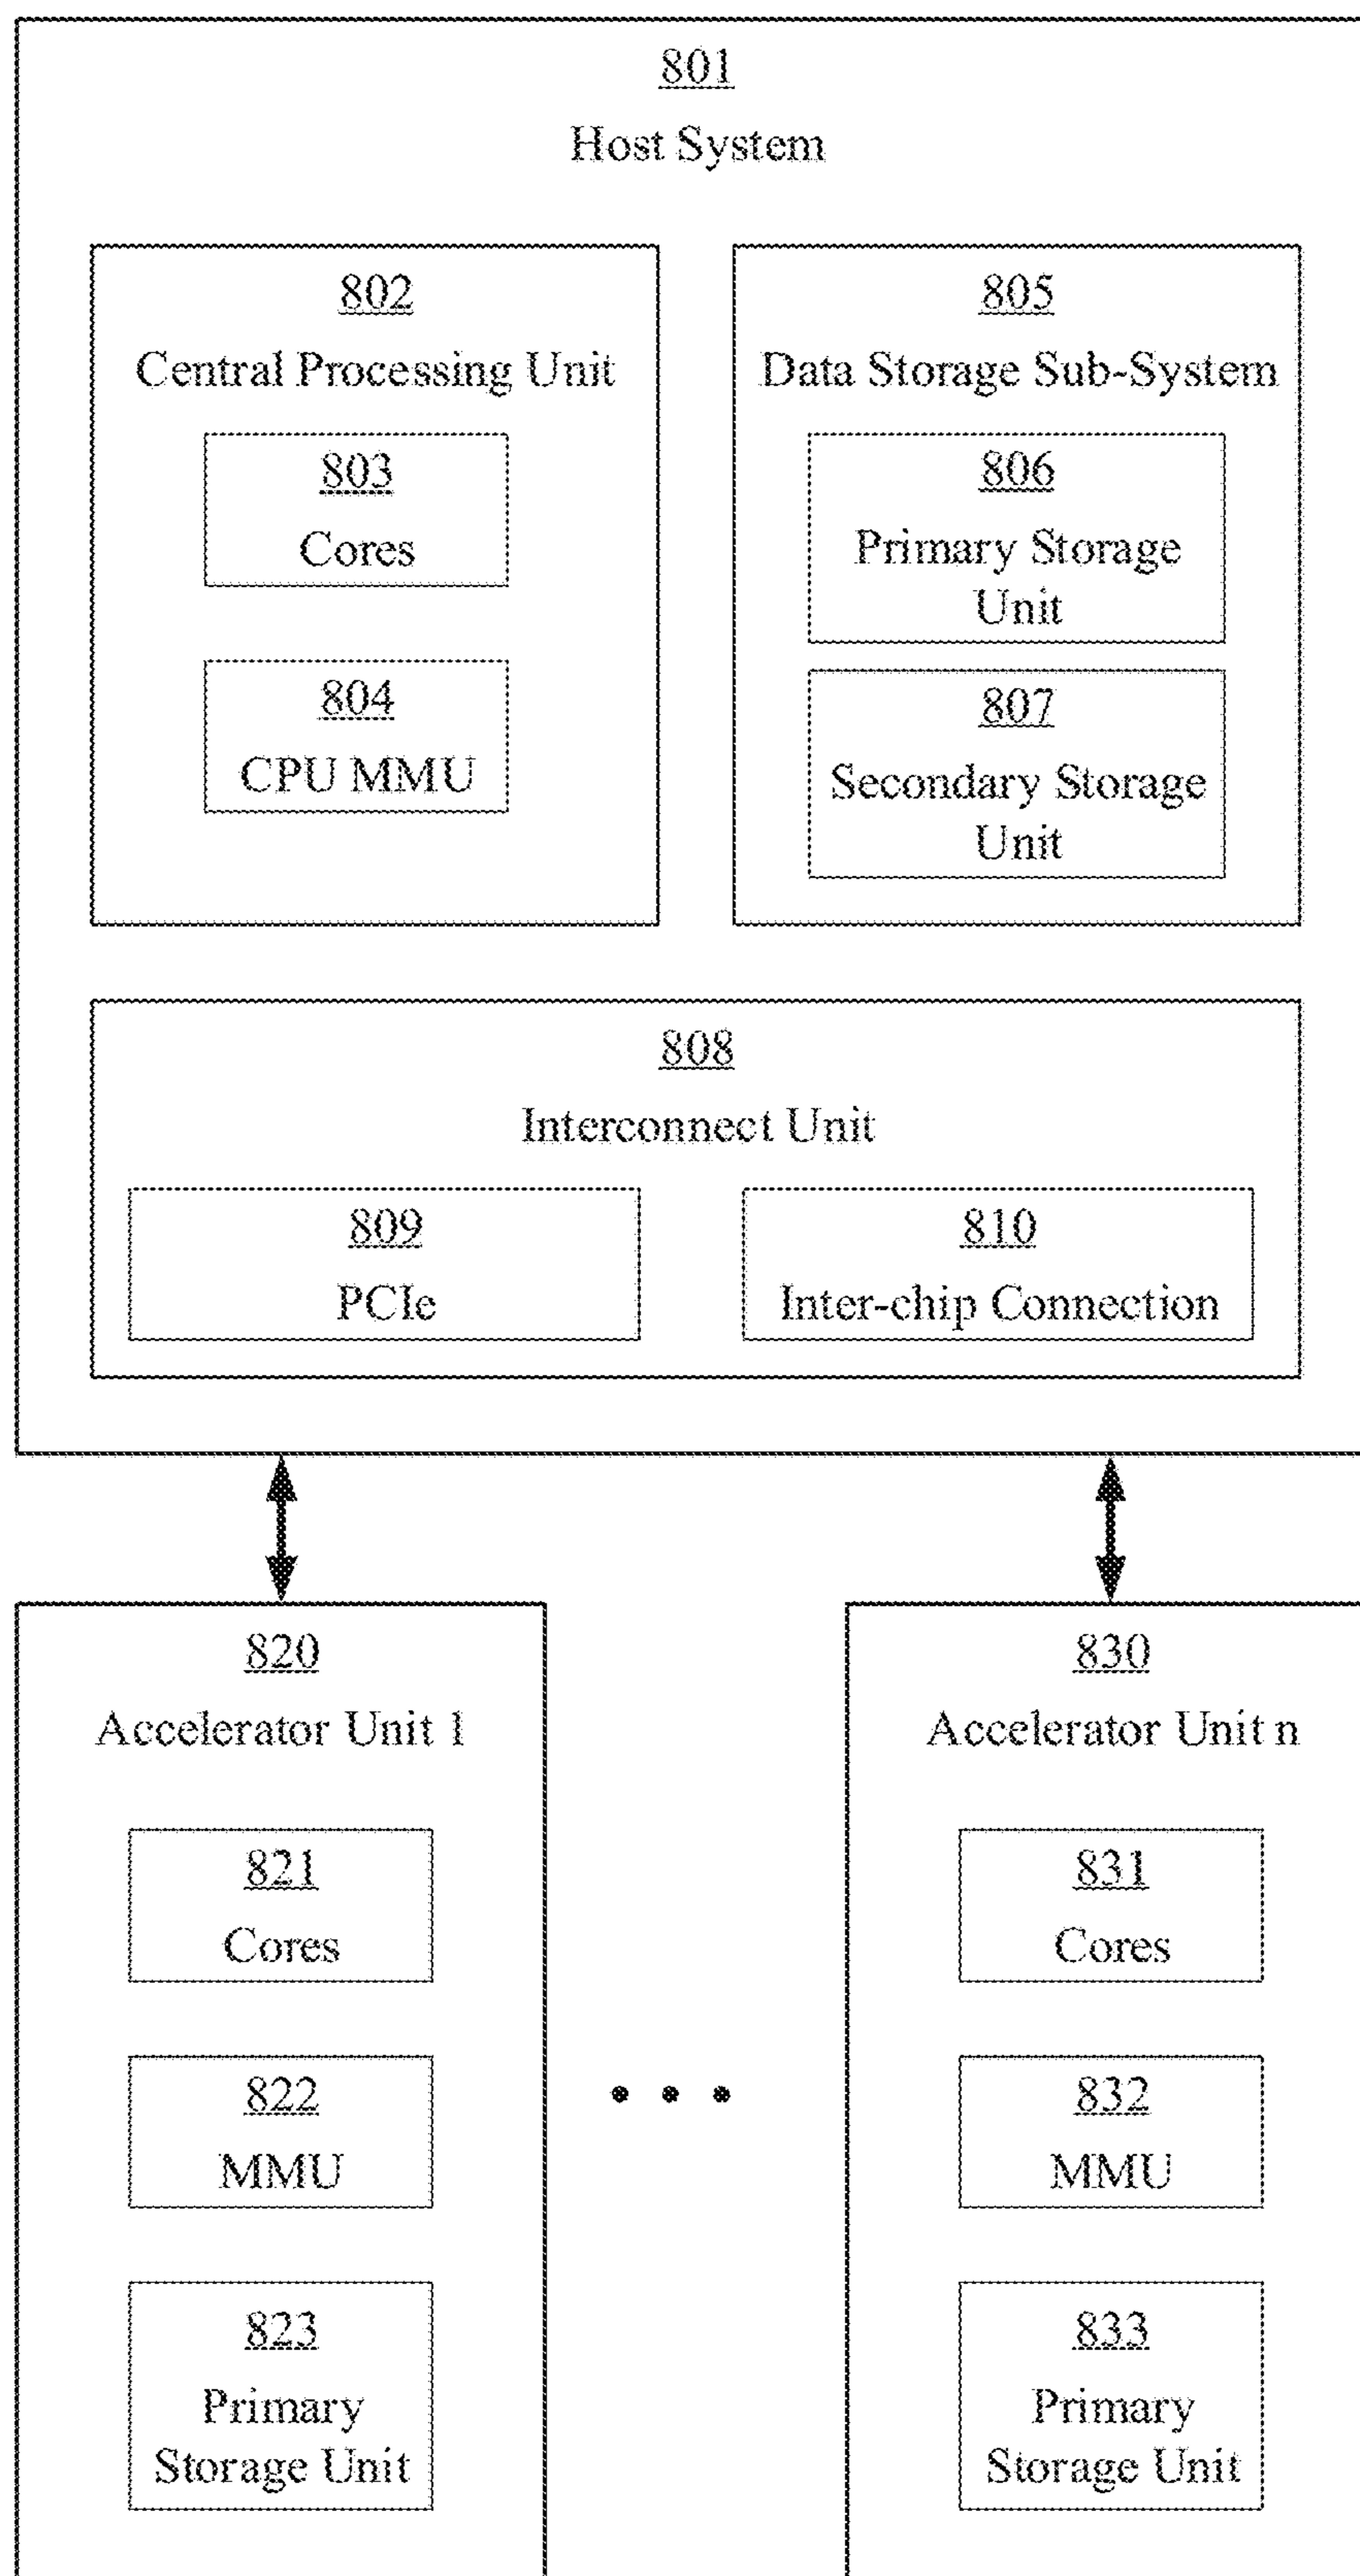 801
Host System
802
Central Processing Unit
803
Cores
804
CPU MMU
805
Data Storage Sub-System
806
Primary Storage
Unit
807
Secondary Storage
Unit
808
Interconnect Unit
809
PCIe
810
Inter-chip Connection
820
Accelerator Unit 1
821
Cores
822
MMU
823
Primary
Storage Unit
830
Accelerator Unit n
831
Cores
832
MMU
833
Primary
Storage Unit